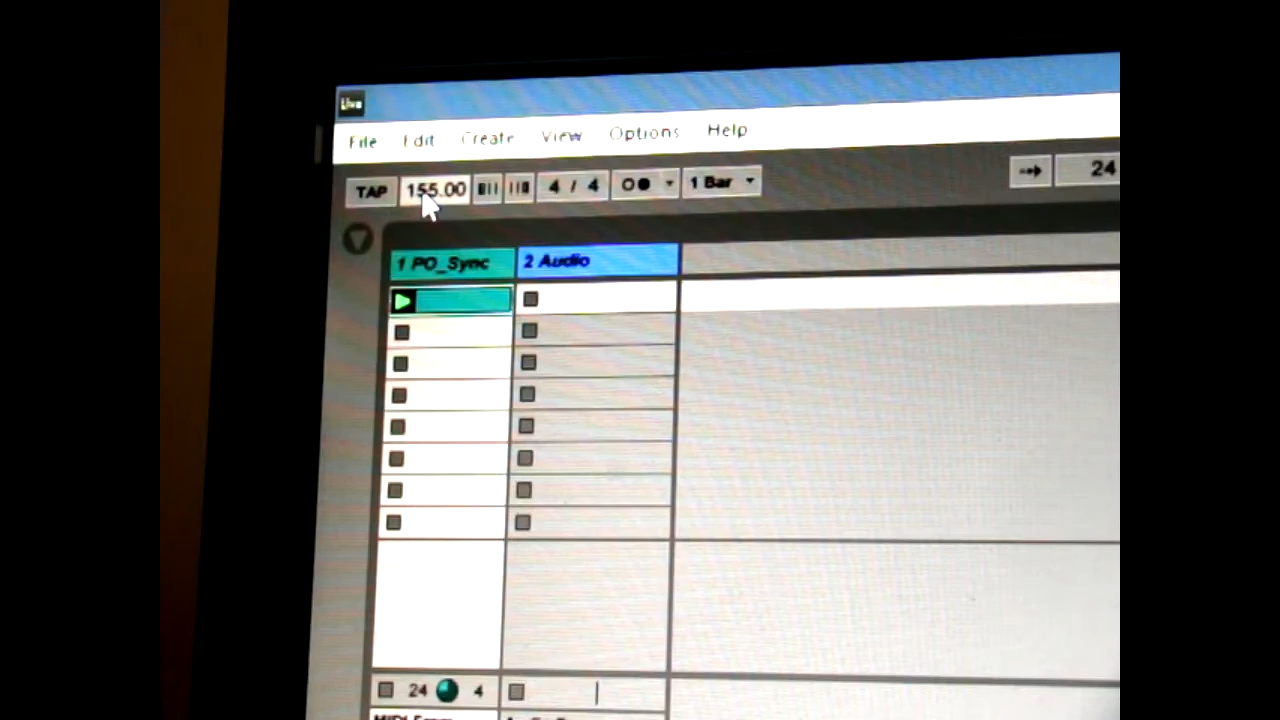 Live
File Edit Create View Options Help
TAP 155.00 4 / 4 1 Bar 24
1 PO_Sync 2 Audio
24 4